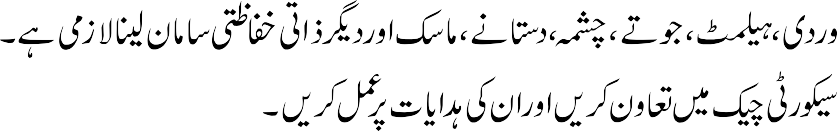 وردی، ہیلمٹ، جوتے، چشمہ، دستانے، ماسک اور دیگر ذاتی خفاظتی سامان لینا لازمی ہے۔
سیکورٹی چیک میں تعاون کریں اور ان کی ہدایات پر عمل کریں۔